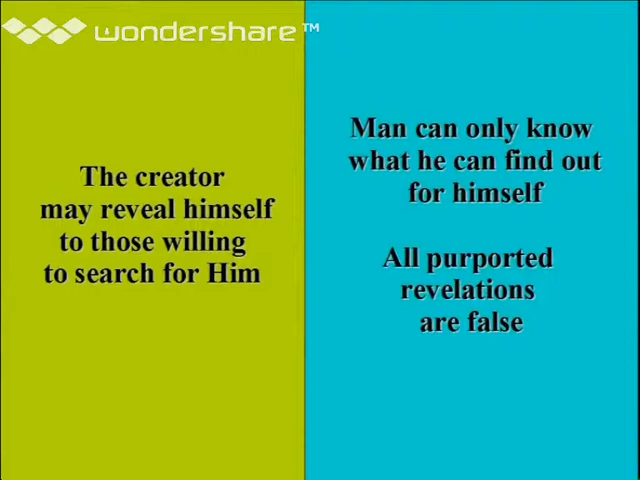 wondershare™
The creator
may reveal himself
to those willing
to search for Him
Man can only know
what he can find out
for himself
All purported
revelations
are false